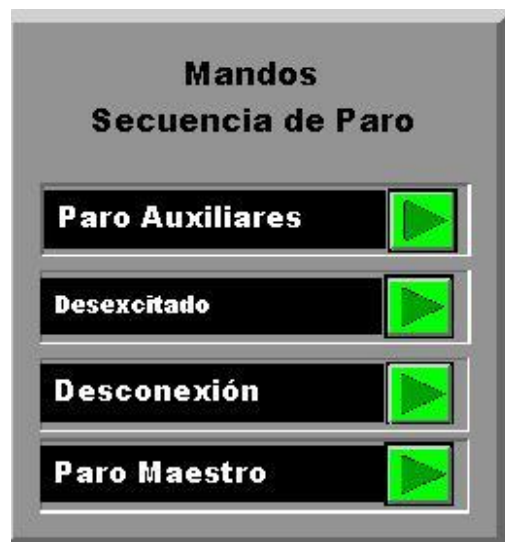 Mandos
Secuencia de Paro
Paro Auxiliares
Desexcitado
Desconexión
Paro Maestro